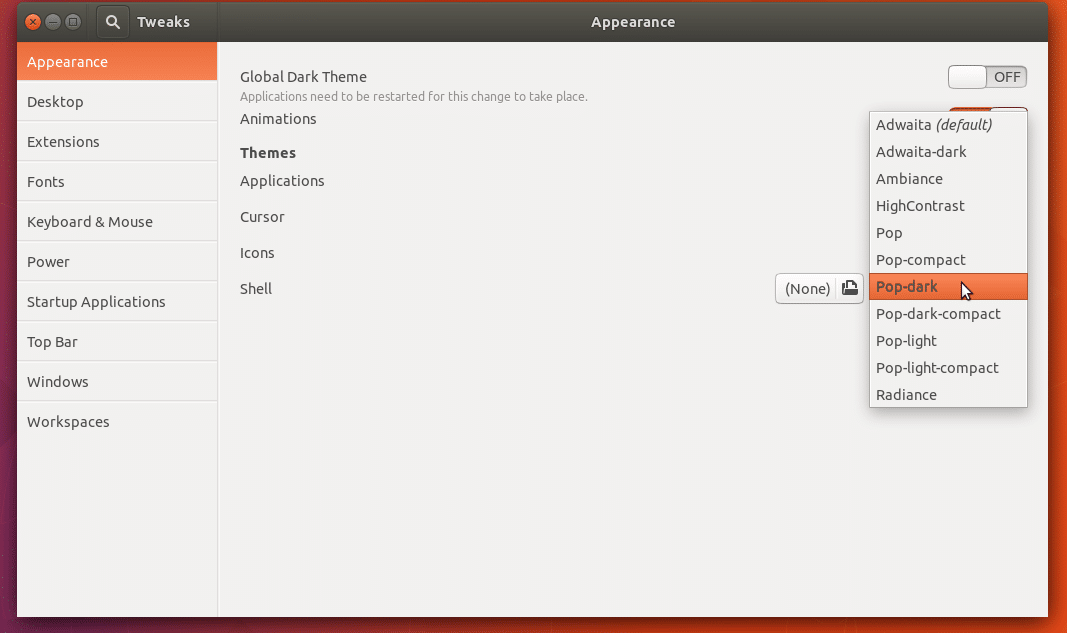 Tweaks
Appearance
Appearance
Desktop
Extensions
Fonts
Keyboard & Mouse
Power
Startup Applications
Top Bar
Windows
Workspaces
Global Dark Theme
OFF
Applications need to be restarted for this change to take place.
Animations
Themes
Applications
Cursor
Icons
Shell
(None)
Adwaita (default)
Adwaita-dark
Ambiance
HighContrast
Pop
Pop-compact
Pop-dark
Pop-dark-compact
Pop-light
Pop-light-compact
Radiance